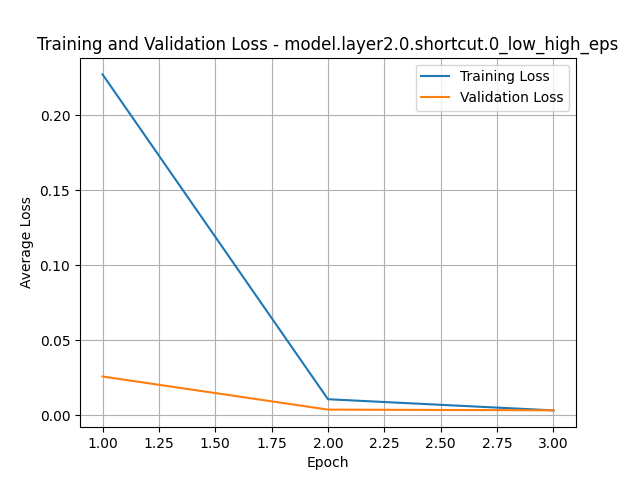 Training and Validation Loss - model.layer2.0.shortcut.0_low_high_eps
Training Loss
Validation Loss
Average Loss
0.20
0.15
0.10
0.05
0.00
1.00 1.25 1.50 1.75 2.00 2.25 2.50 2.75 3.00
Epoch